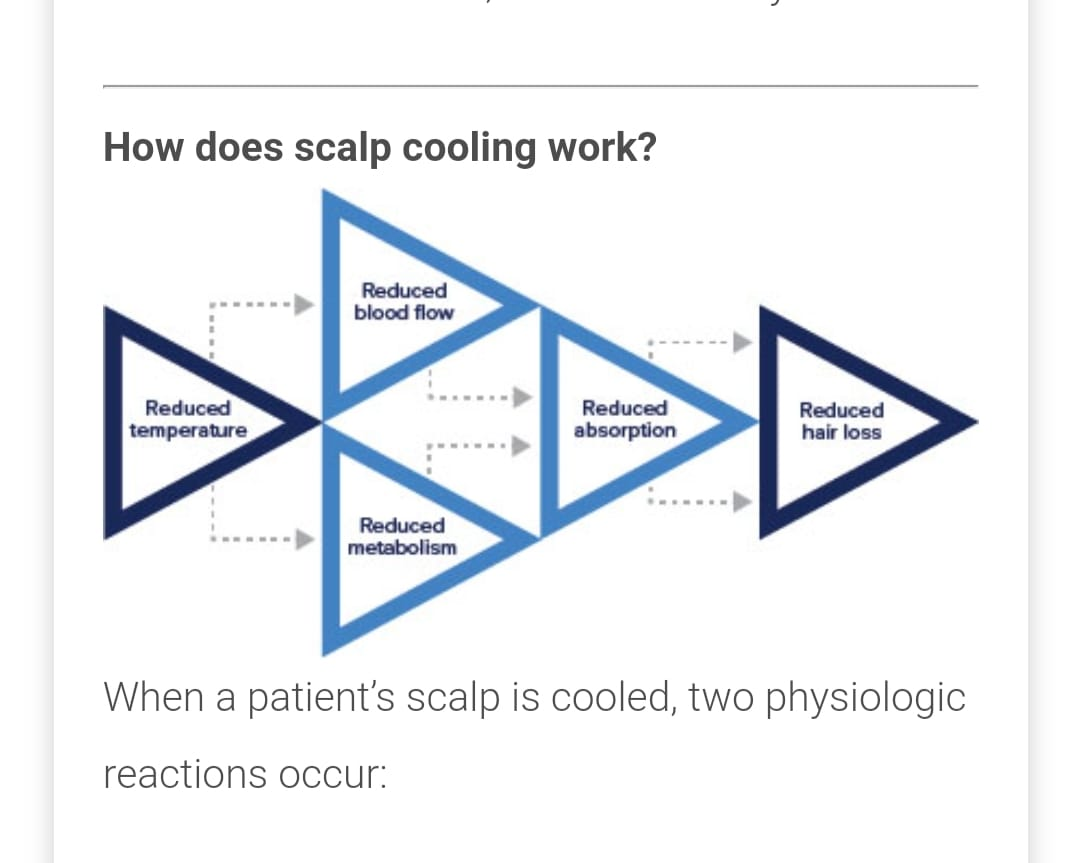 How does scalp cooling work?
Reduced
blood flow
Reduced
temperature
Reduced
absorption
Reduced
hair loss
Reduced
metabolism
When a patient's scalp is cooled, two physiologic
reactions occur: